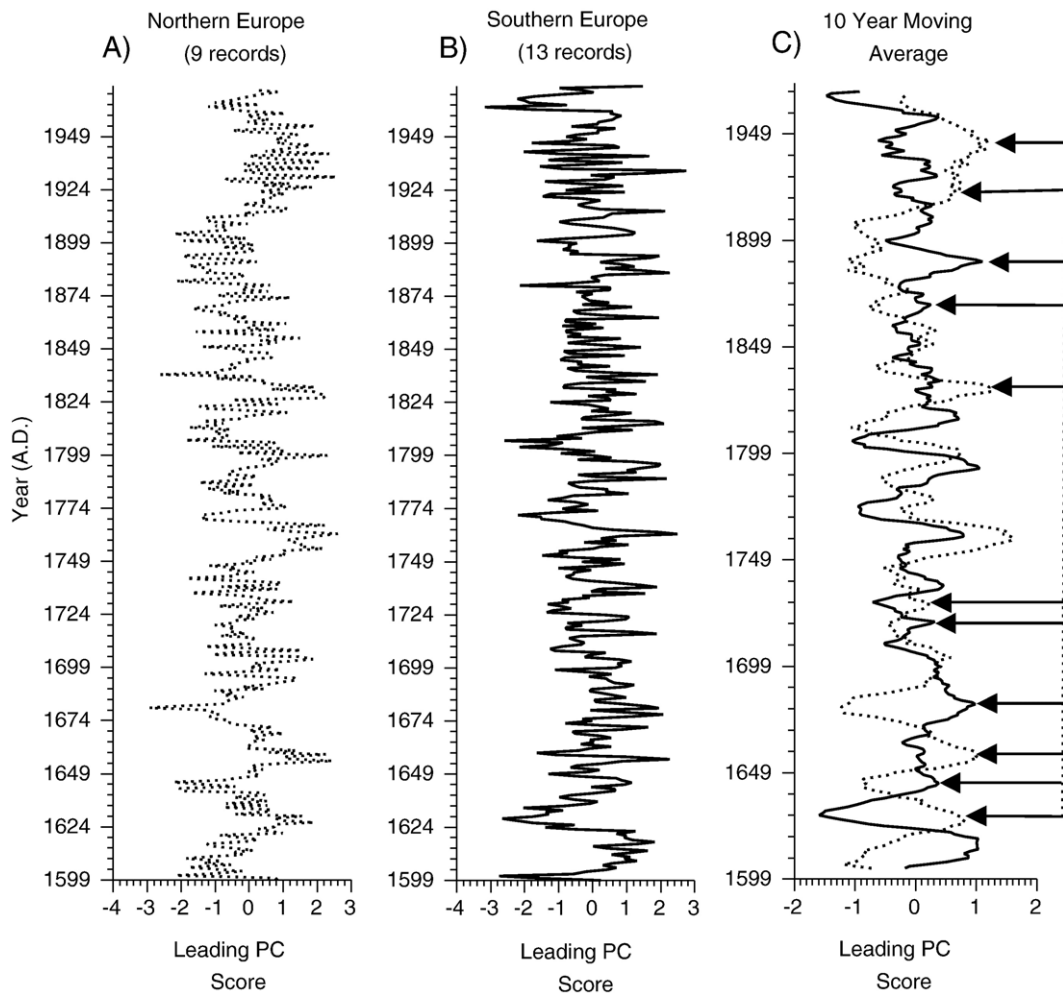 A)
Northern Europe
(9 records)
B)
Southern Europe
(13 records)
C)
10 Year Moving
Average
Year (A.D.)
1949
1924
1899
1874
1849
1824
1799
1774
1749
1724
1699
1674
1649
1624
1599
-4 -3 -2 -1 0 1 2 3
Leading PC
Score
1949
1924
1899
1874
1849
1824
1799
1774
1749
1724
1699
1674
1649
1624
1599
-4 -3 -2 -1 0 1 2 3
Leading PC
Score
1949
1899
1849
1799
1749
1699
1649
1599
-2 -1 0 1 2
Leading PC
Score